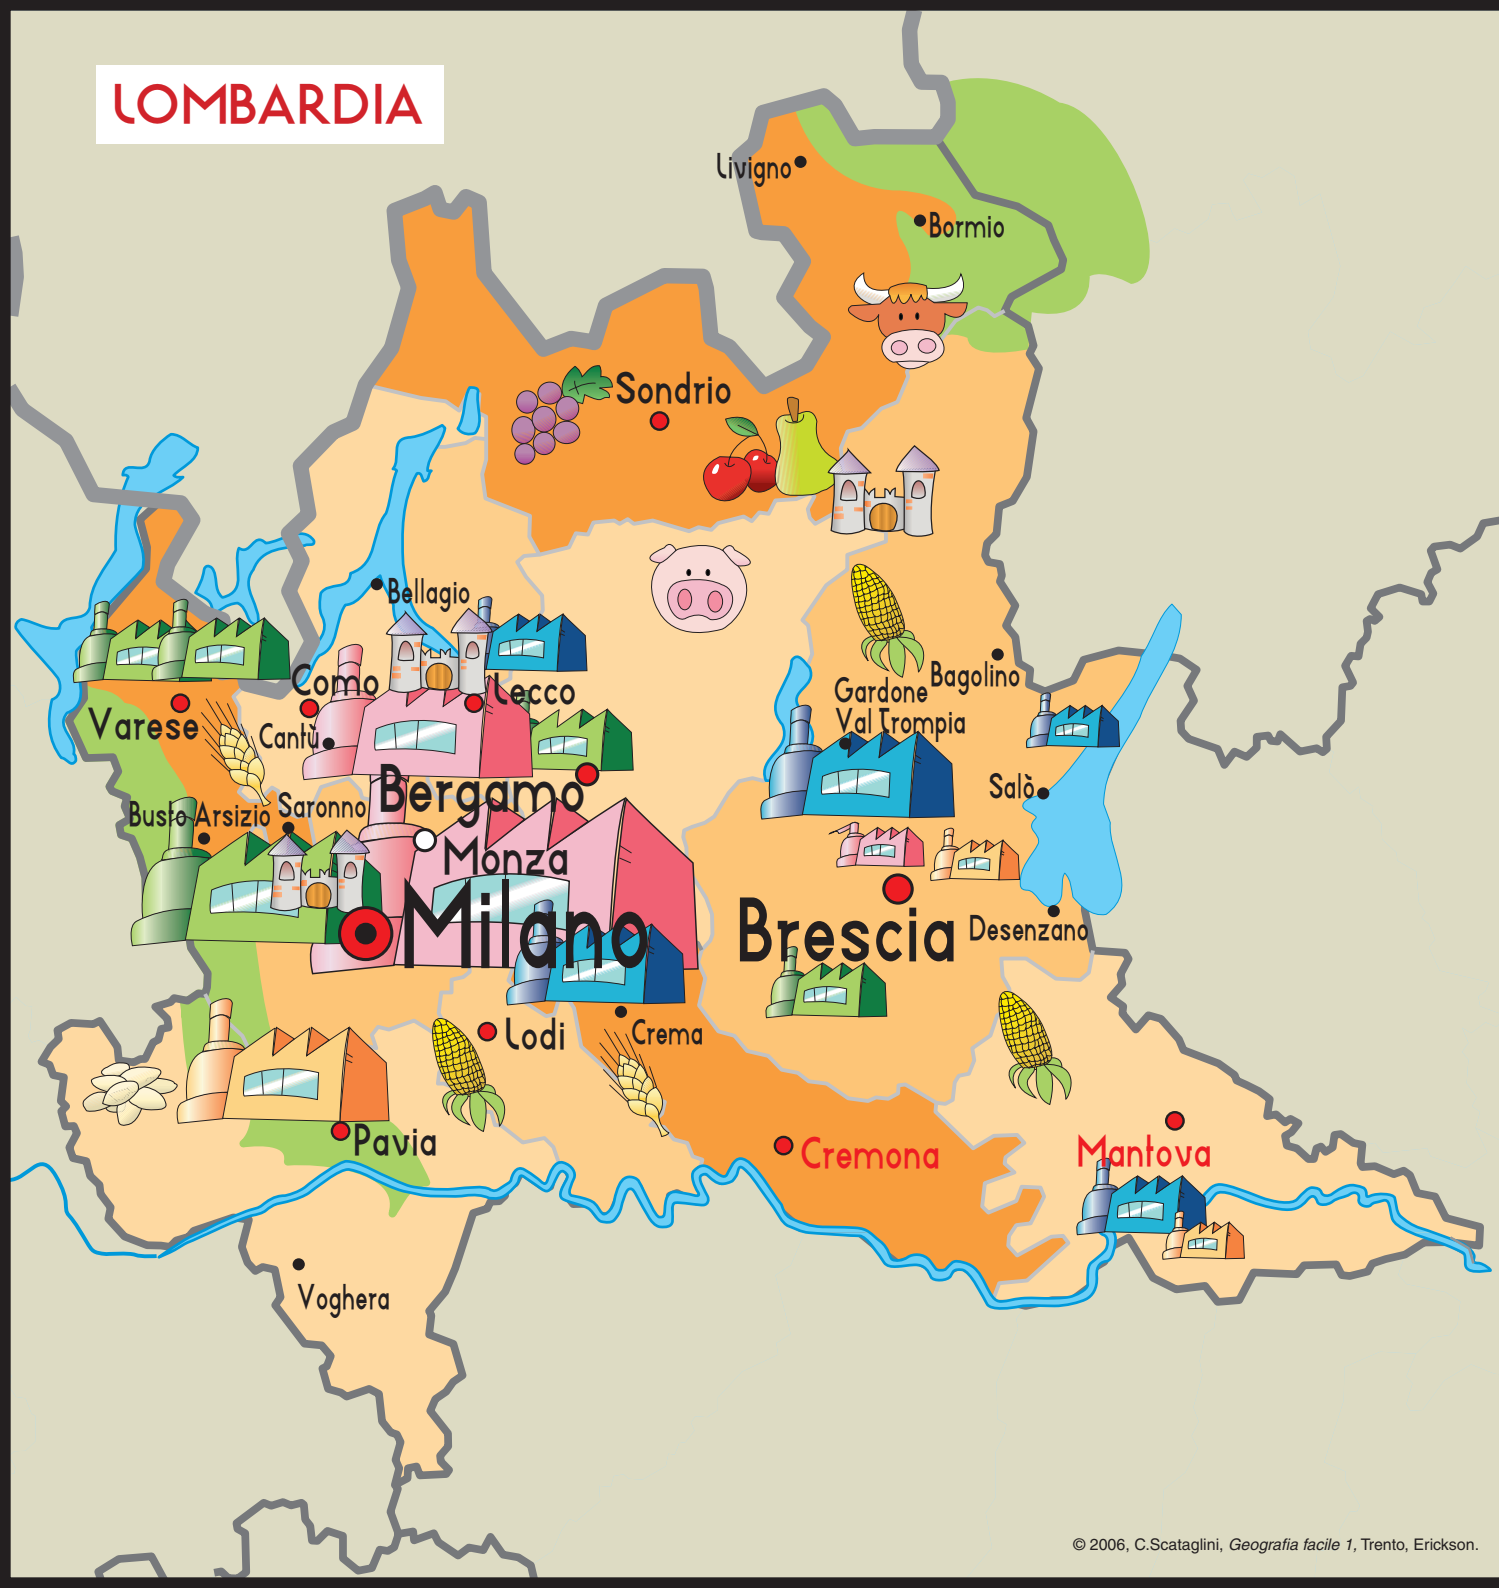 LOMBARDIA
Livigno
Bormio
Sondrio
Bellagio
Como
Lecco
Bagolino
Gardone
Val Trompia
Varese
Cantù
Bergamo
Salò
Busto Arsizio
Saronno
Monza
Milano
Brescia
Desenzano
Lodi
Crema
Pavia
Cremona
Mantova
Voghera
© 2006, C.Scataglini, Geografia facile 1, Trento, Erickson.